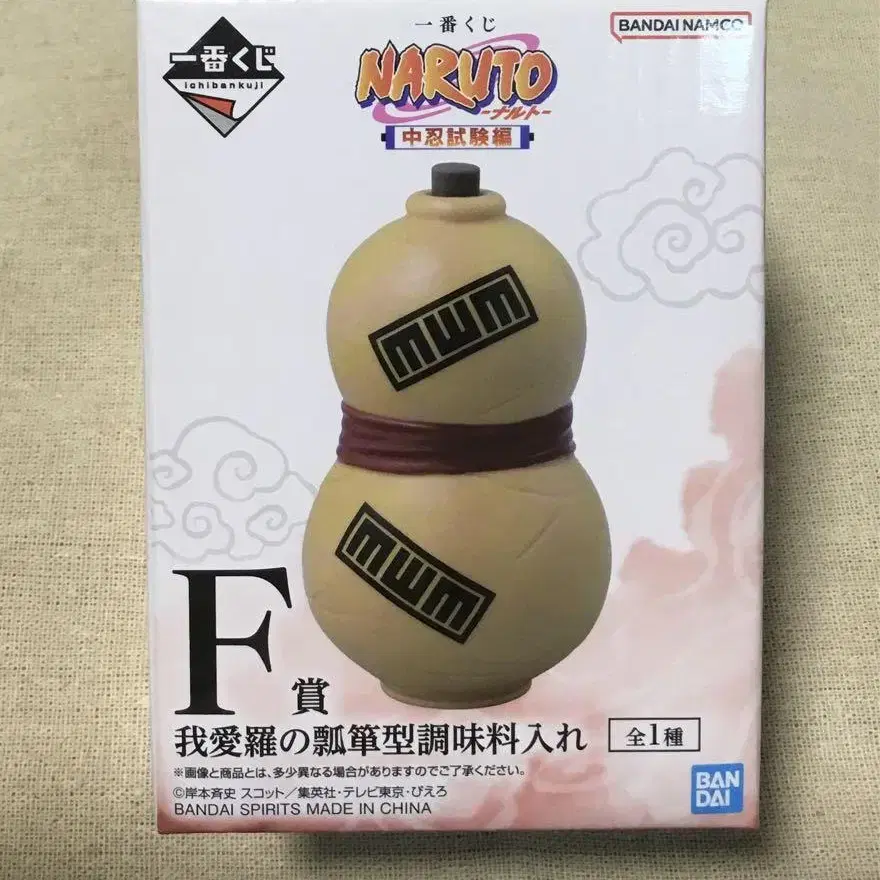 一番くじ
ichibankuji
一番くじ
NARUTO
-ナルト-
中忍試験編
BANDAI NAMCO
F賞
我愛羅の瓢箪型調味料入れ 全1種
※画像と商品とは、多少異なる場合がありますのでご了承ください。
©岸本斉史 スコット／集英社・テレビ東京・ぴえろ
BANDAI SPIRITS MADE IN CHINA
BAN
DAI